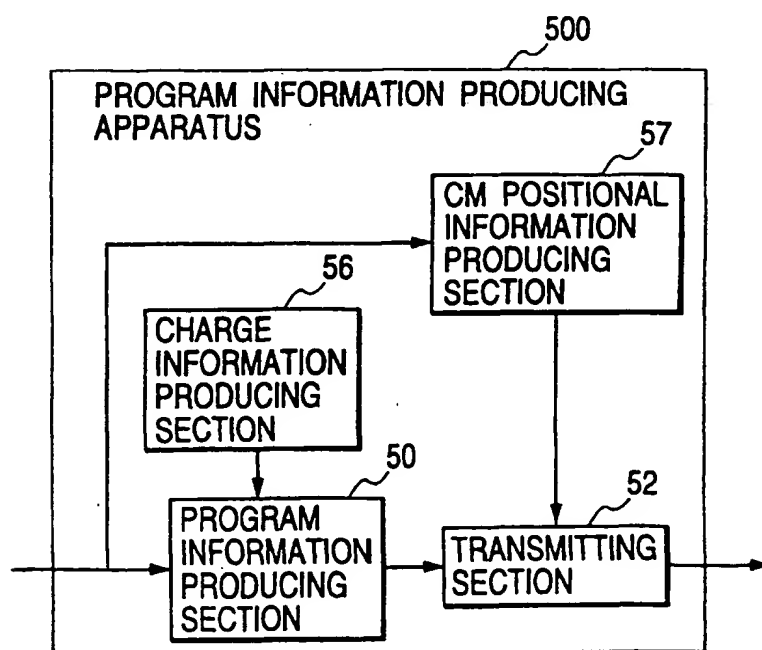 500
PROGRAM INFORMATION PRODUCING
APPARATUS
57
CM POSITIONAL
INFORMATION
PRODUCING
SECTION
56
CHARGE
INFORMATION
PRODUCING
SECTION
50
PROGRAM
INFORMATION
PRODUCING
SECTION
52
TRANSMITTING
SECTION